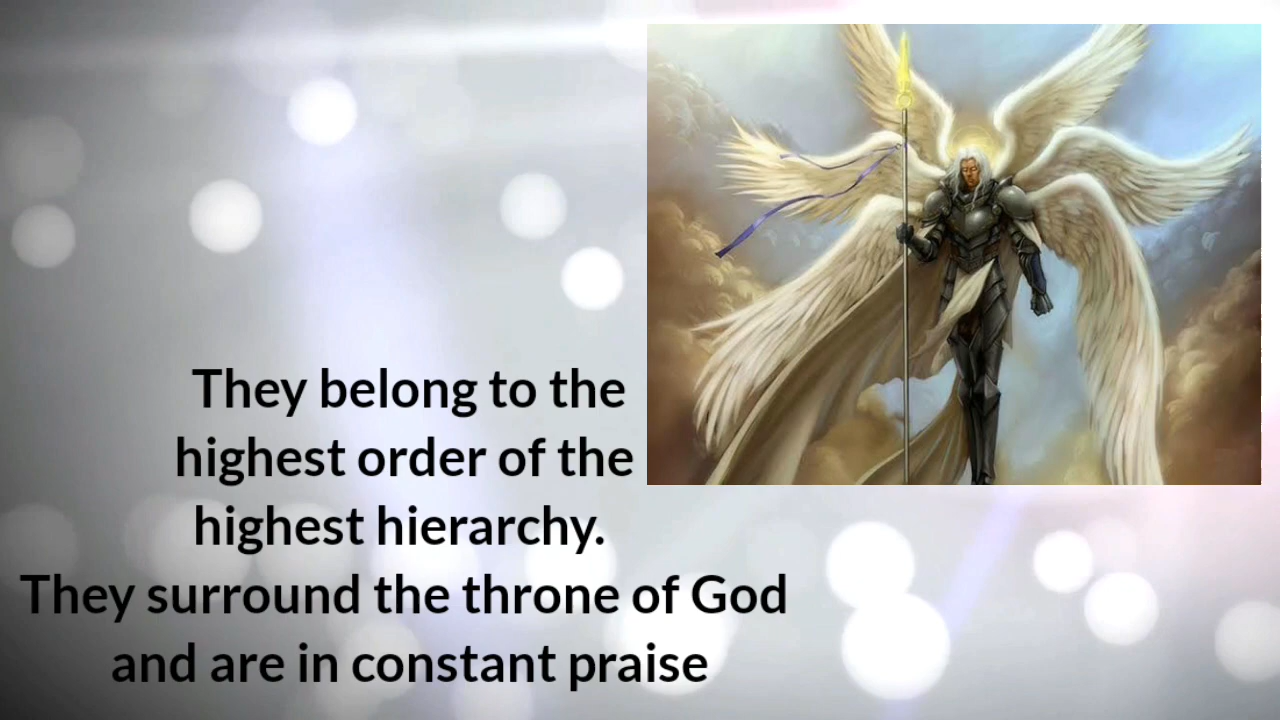 They belong to the
highest order of the
highest hierarchy.
They surround the throne of God
and are in constant praise